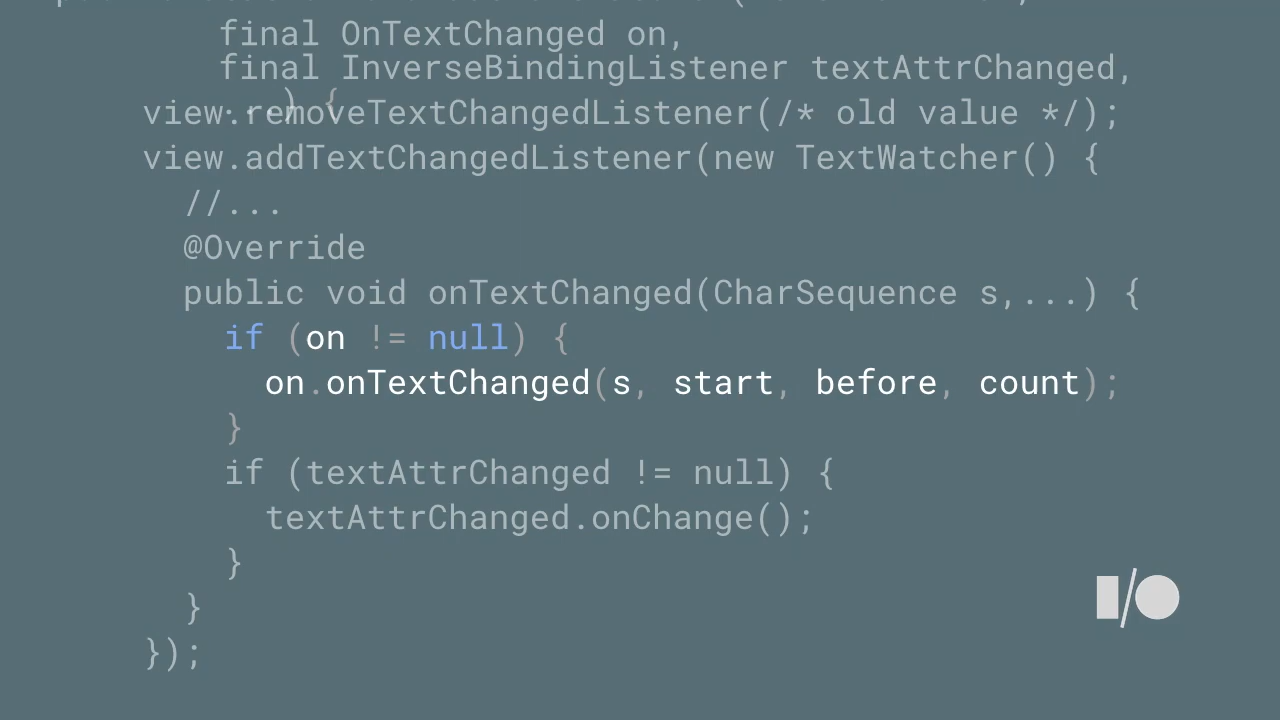 final OnTextChanged on,
final InverseBindingListener textAttrChanged,
...) {
view.removeTextChangedListener(/* old value */);
view.addTextChangedListener(new TextWatcher() {
//...
@Override
public void onTextChanged(CharSequence s,...) {
if (on != null) {
on.onTextChanged(s, start, before, count);
}
if (textAttrChanged != null) {
textAttrChanged.onChange();
}
}
});
I/O